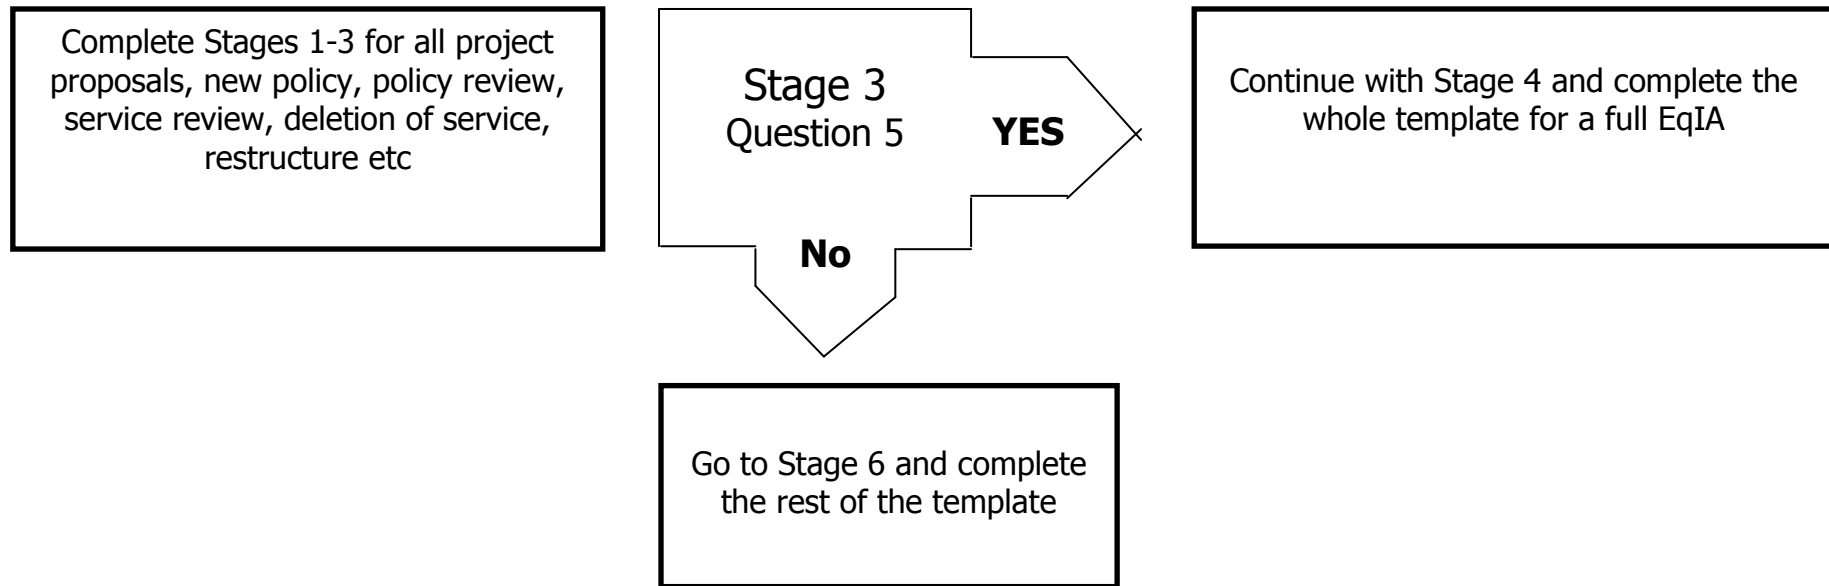 Complete Stages 1-3 for all project
proposals, new policy, policy review,
service review, deletion of service,
restructure etc
Stage 3
Question 5
YES
No
Continue with Stage 4 and complete the
whole template for a full EqIA
Go to Stage 6 and complete
the rest of the template